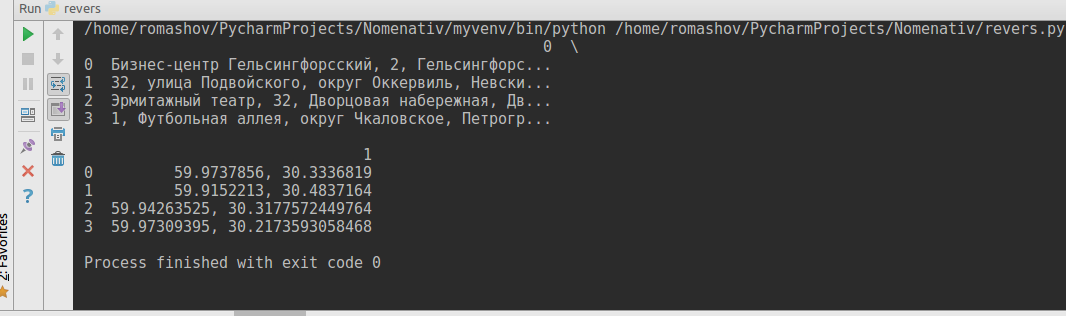 Run revers
/home/romashov/PycharmProjects/Nomenativ/myvenv/bin/python /home/romashov/PycharmProjects/Nomenativ/revers.py
0 \
0 Бизнес-центр Гельсингфорсский, 2, Гельсингфорс...
1 32, улица Подвойского, округ Оккервиль, Невски...
2 Эрмитажный театр, 32, Дворцовая набережная, Дв...
3 1, Футбольная аллея, округ Чкаловское, Петрогр...
1
0 59.9737856, 30.3336819
1 59.9152213, 30.4837164
2 59.94263525, 30.3177572449764
3 59.97309395, 30.2173593058468
Process finished with exit code 0
2: Favorites